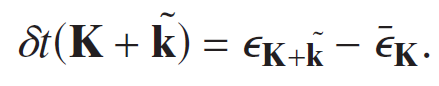 δt(𝐊 + 𝐤̃) = ϵ_{𝐊+𝐤̃} − ϵ̄_𝐊.